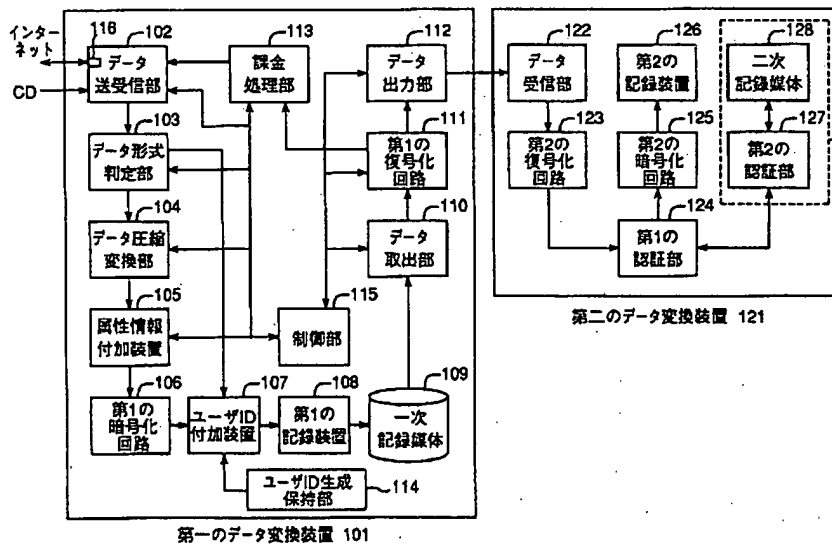 インター
ネット
CD
116
102
データ
送受信部
113
課金
処理部
112
データ
出力部
103
データ形式
判定部
111
第1の
復号化
回路
104
データ圧縮
変換部
110
データ
取出部
105
属性情報
付加装置
115
制御部
106
第1の
暗号化
回路
107
ユーザID
付加装置
108
第1の
記録装置
109
一次
記録媒体
ユーザID生成
保持部
114
第一のデータ変換装置 101
122
データ
受信部
126
第2の
記録装置
128
二次
記録媒体
123
第2の
復号化
回路
125
第2の
暗号化
回路
127
第2の
認証部
124
第1の
認証部
第二のデータ変換装置 121